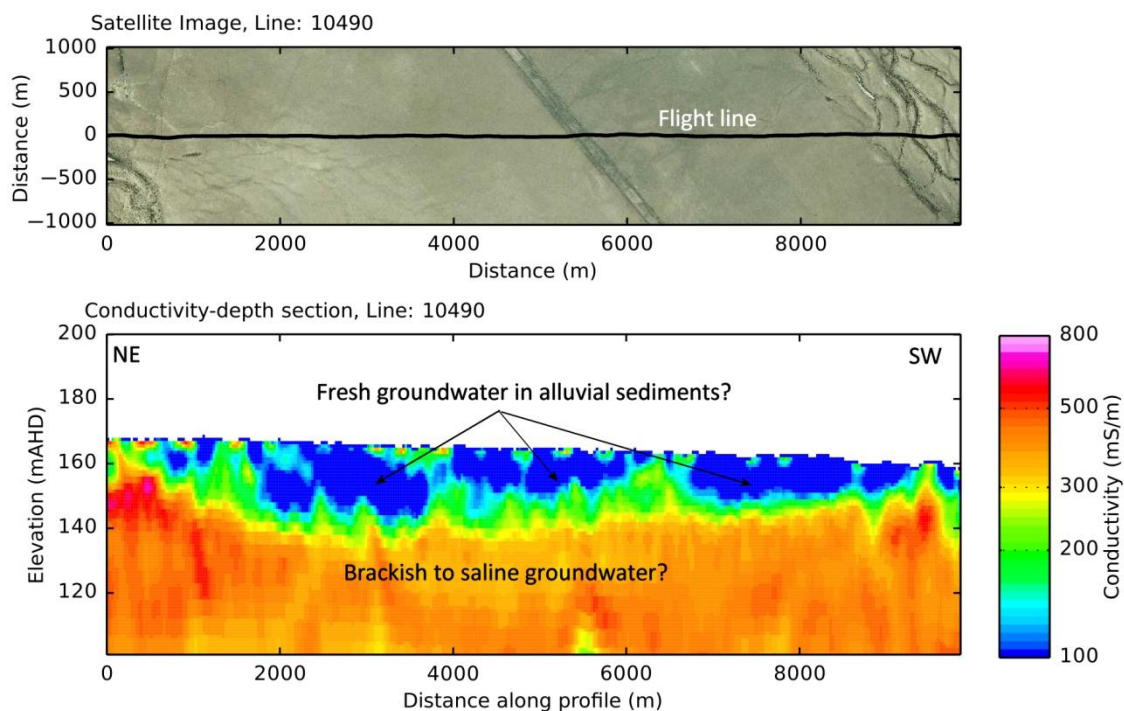 Satellite Image, Line: 10490
1000
500
0
−500
−1000
Distance (m)
Flight line
0 2000 4000 6000 8000
Distance (m)
Conductivity-depth section, Line: 10490
200
180
160
140
120
Elevation (mAHD)
NE
SW
Fresh groundwater in alluvial sediments?
Brackish to saline groundwater?
0 2000 4000 6000 8000
Distance along profile (m)
800
500
300
200
100
Conductivity (mS/m)